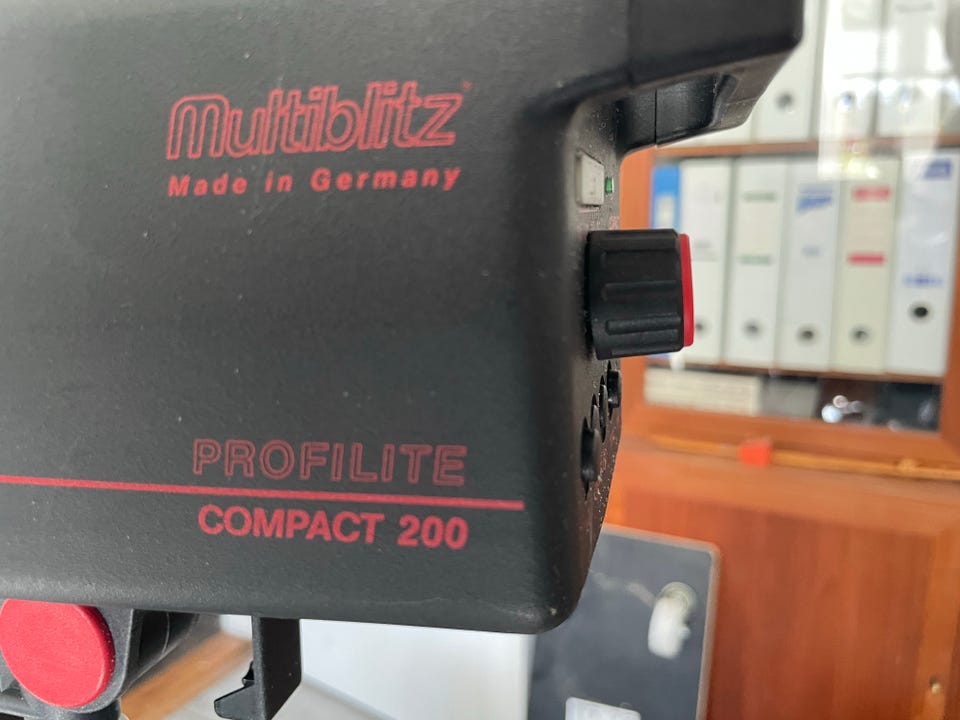 Multiblitz
Made in Germany
PROFILITE
COMPACT 200